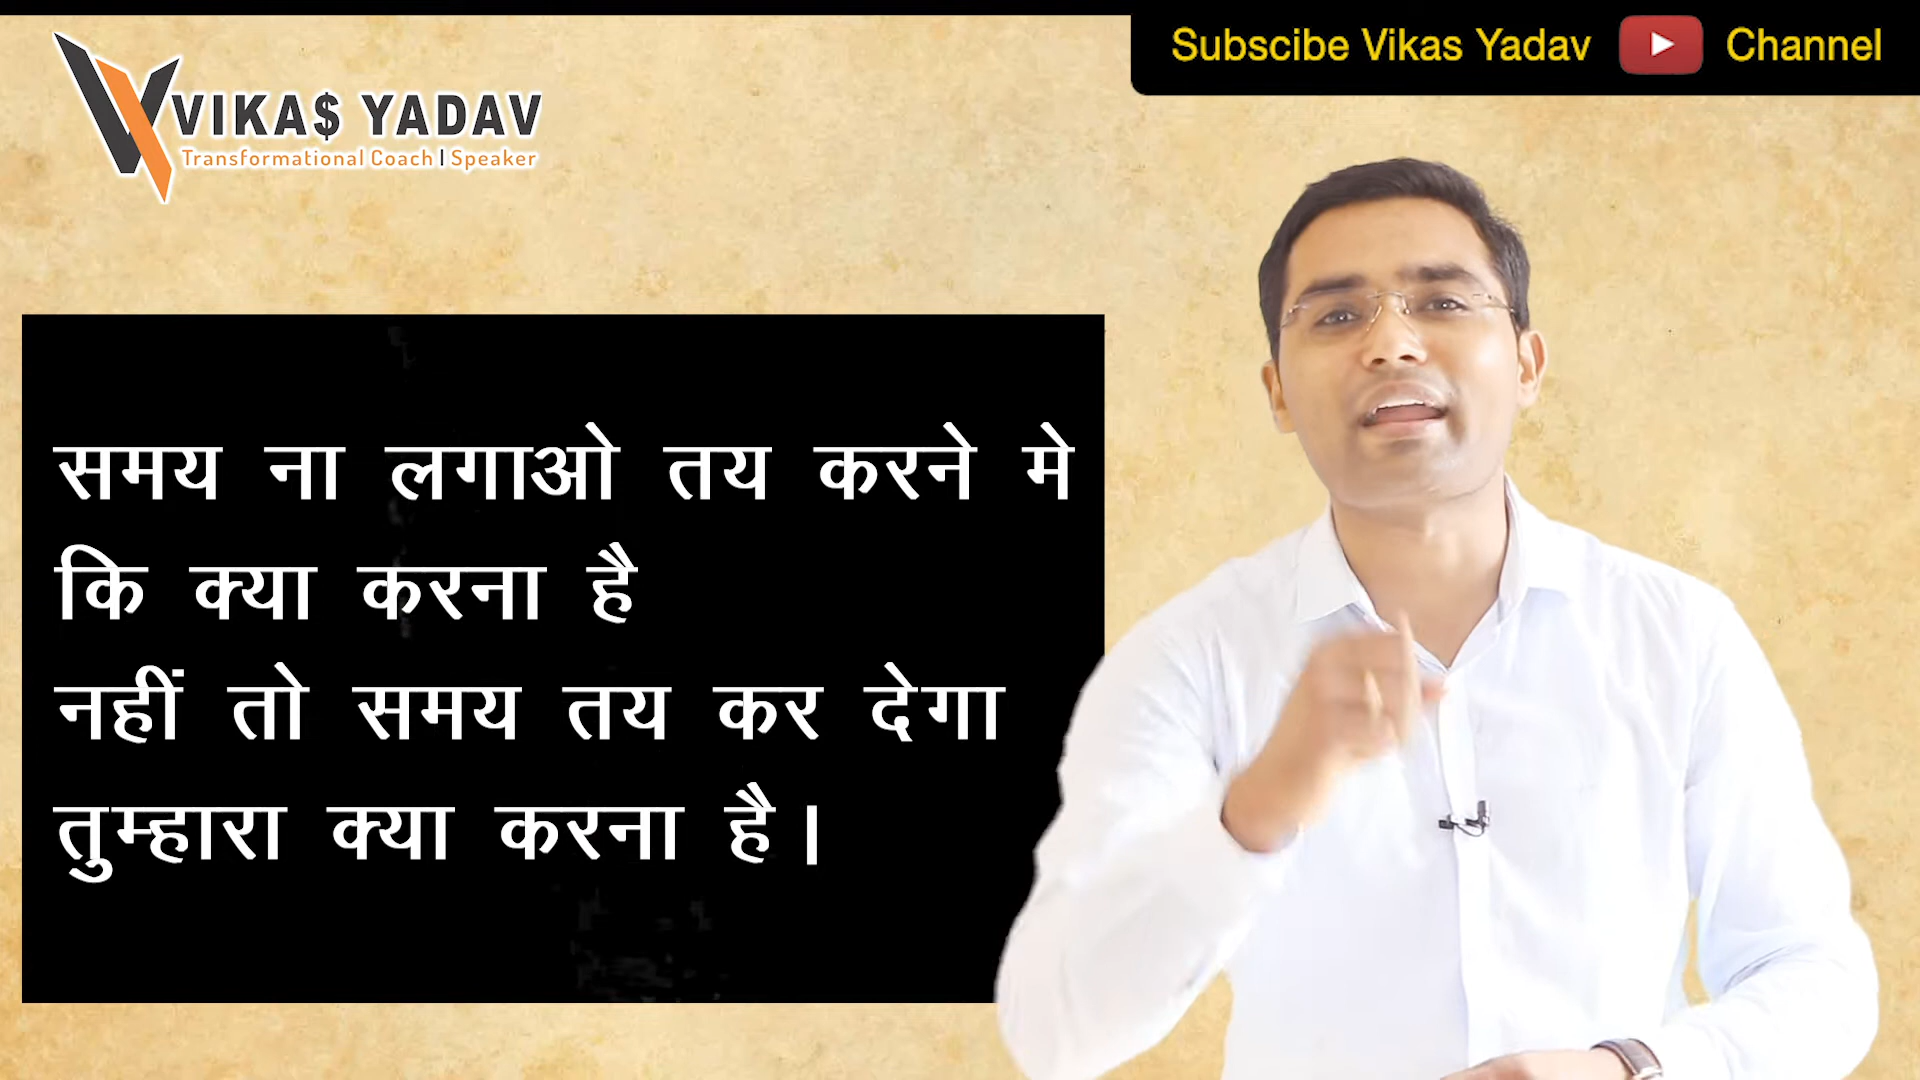 VIKA$ YADAV
Transformational Coach | Speaker
Subscibe Vikas Yadav Channel
समय ना लगाओ तय करने मे
कि क्या करना है
नहीं तो समय तय कर देगा
तुम्हारा क्या करना है।